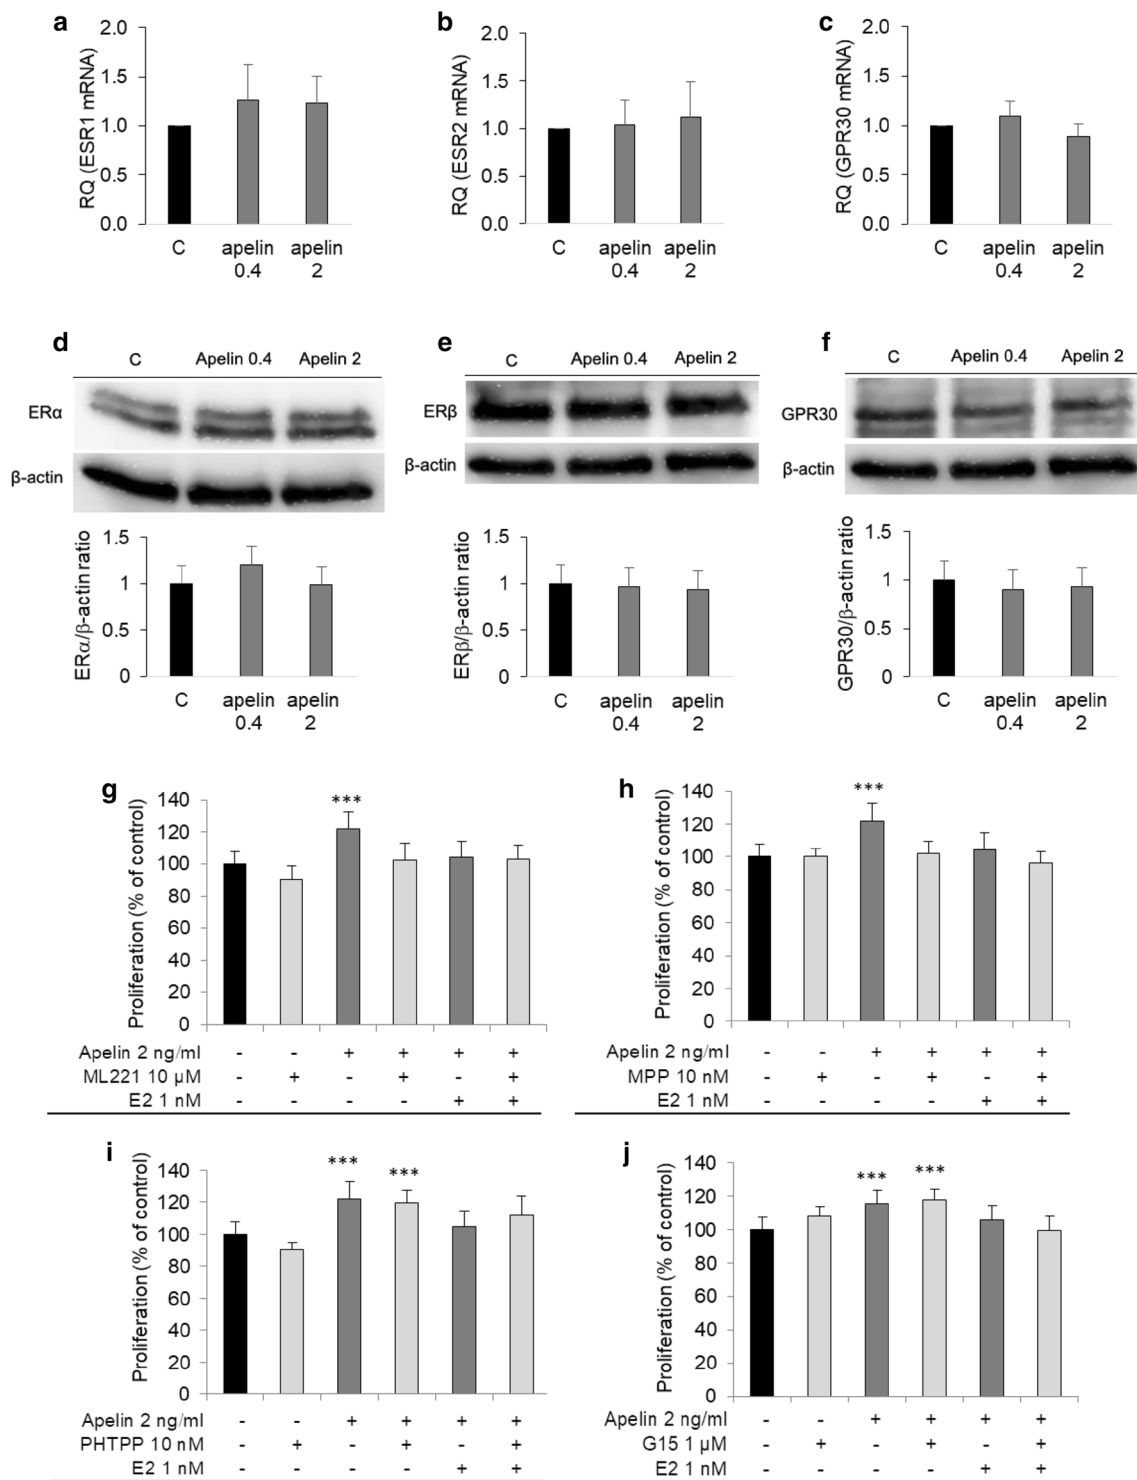 a
RQ (ESR1 mRNA)
2.0
1.5
1.0
0.5
0.0
C
apelin
0.4
apelin
2
b
RQ (ESR2 mRNA)
2.0
1.5
1.0
0.5
0.0
C
apelin
0.4
apelin
2
c
RQ (GPR30 mRNA)
2.0
1.5
1.0
0.5
0.0
C
apelin
0.4
apelin
2
d
C Apelin 0.4 Apelin 2
ERα
β-actin
ERα/β-actin ratio
1.5
1
0.5
0
C
apelin
0.4
apelin
2
e
C Apelin 0.4 Apelin 2
ERβ
β-actin
ERβ/β-actin ratio
1.5
1
0.5
0
C
apelin
0.4
apelin
2
f
C Apelin 0.4 Apelin 2
GPR30
β-actin
GPR30/β-actin ratio
1.5
1
0.5
0
C
apelin
0.4
apelin
2
g
Proliferation (% of control)
140
120
100
80
60
40
20
0
***
Apelin 2 ng/ml - - + + + +
ML221 10 µM - + - + - +
E2 1 nM - - - - + +
h
Proliferation (% of control)
140
120
100
80
60
40
20
0
***
Apelin 2 ng/ml - - + + + +
MPP 10 nM - + - + - +
E2 1 nM - - - - + +
i
Proliferation (% of control)
140
120
100
80
60
40
20
0
*** ***
Apelin 2 ng/ml - - + + + +
PHTPP 10 nM - + - + - +
E2 1 nM - - - - + +
j
Proliferation (% of control)
140
120
100
80
60
40
20
0
*** ***
Apelin 2 ng/ml - - + + + +
G15 1 µM - + - + - +
E2 1 nM - - - - + +